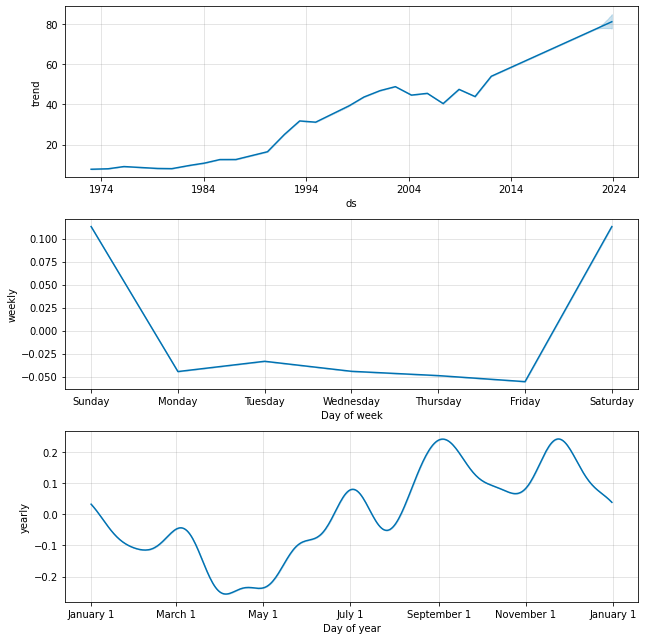 80
60
40
20
trend
1974 1984 1994 2004 2014 2024
ds
0.100
0.075
0.050
0.025
0.000
−0.025
−0.050
weekly
Sunday Monday Tuesday Wednesday Thursday Friday Saturday
Day of week
0.2
0.1
0.0
−0.1
−0.2
yearly
January 1 March 1 May 1 July 1 September 1 November 1 January 1
Day of year